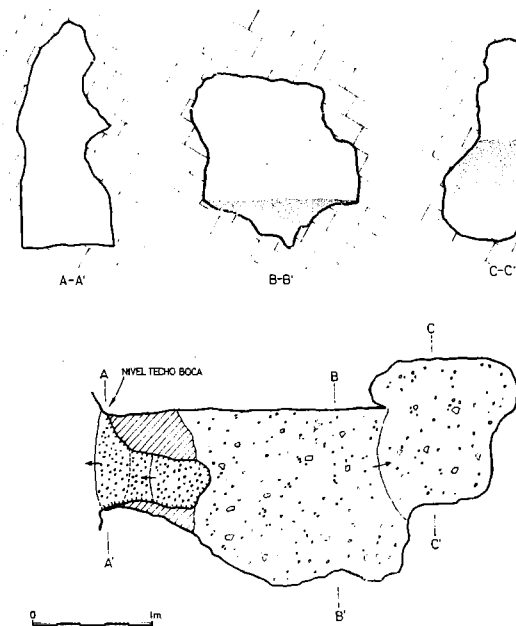 A-A'
B-B'
C-C'
C
A
NIVEL TECHO BOCA
B
A'
C'
B'
0 1m